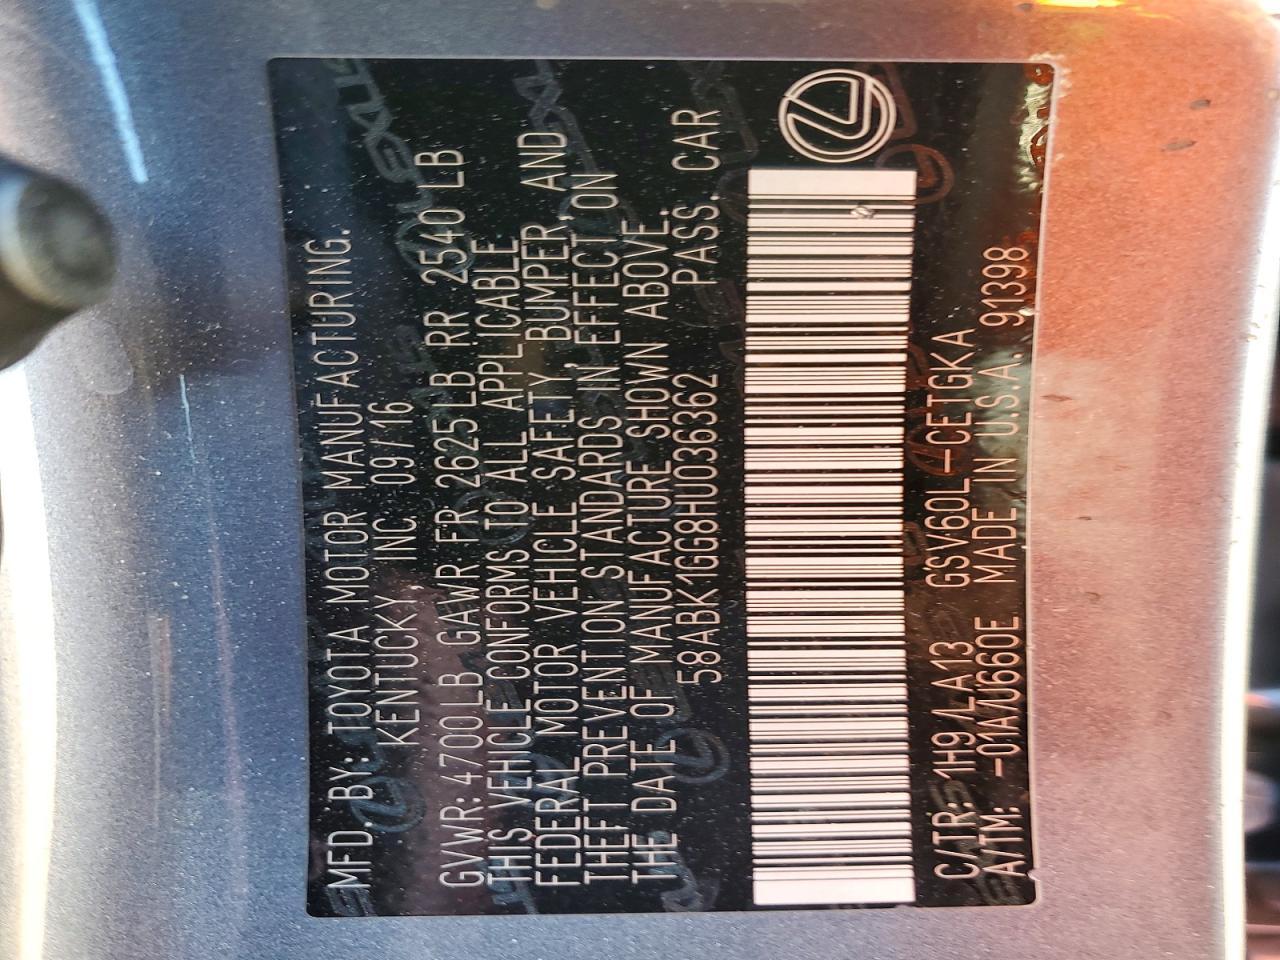 MFD. BY: TOYOTA MOTOR MANUFACTURING.
KENTUCKY, INC 09/16
GVWR: 4700LB GAWR FR 2625LB RR 2540 LB
THIS VEHICLE CONFORMS TO ALL APPLICABLE
FEDERAL MOTOR VEHICLE SAFETY, BUMPER, AND
THEFT PREVENTION STANDARDS IN EFFECT ON
THE DATE OF MANUFACTURE SHOWN ABOVE.
58ABK1GG8HU036362 PASS. CAR
C/TR: 1H9/LA13 GSV60L-CETGKA
A/TM: -01A/U660E MADE IN U.S.A. 91398